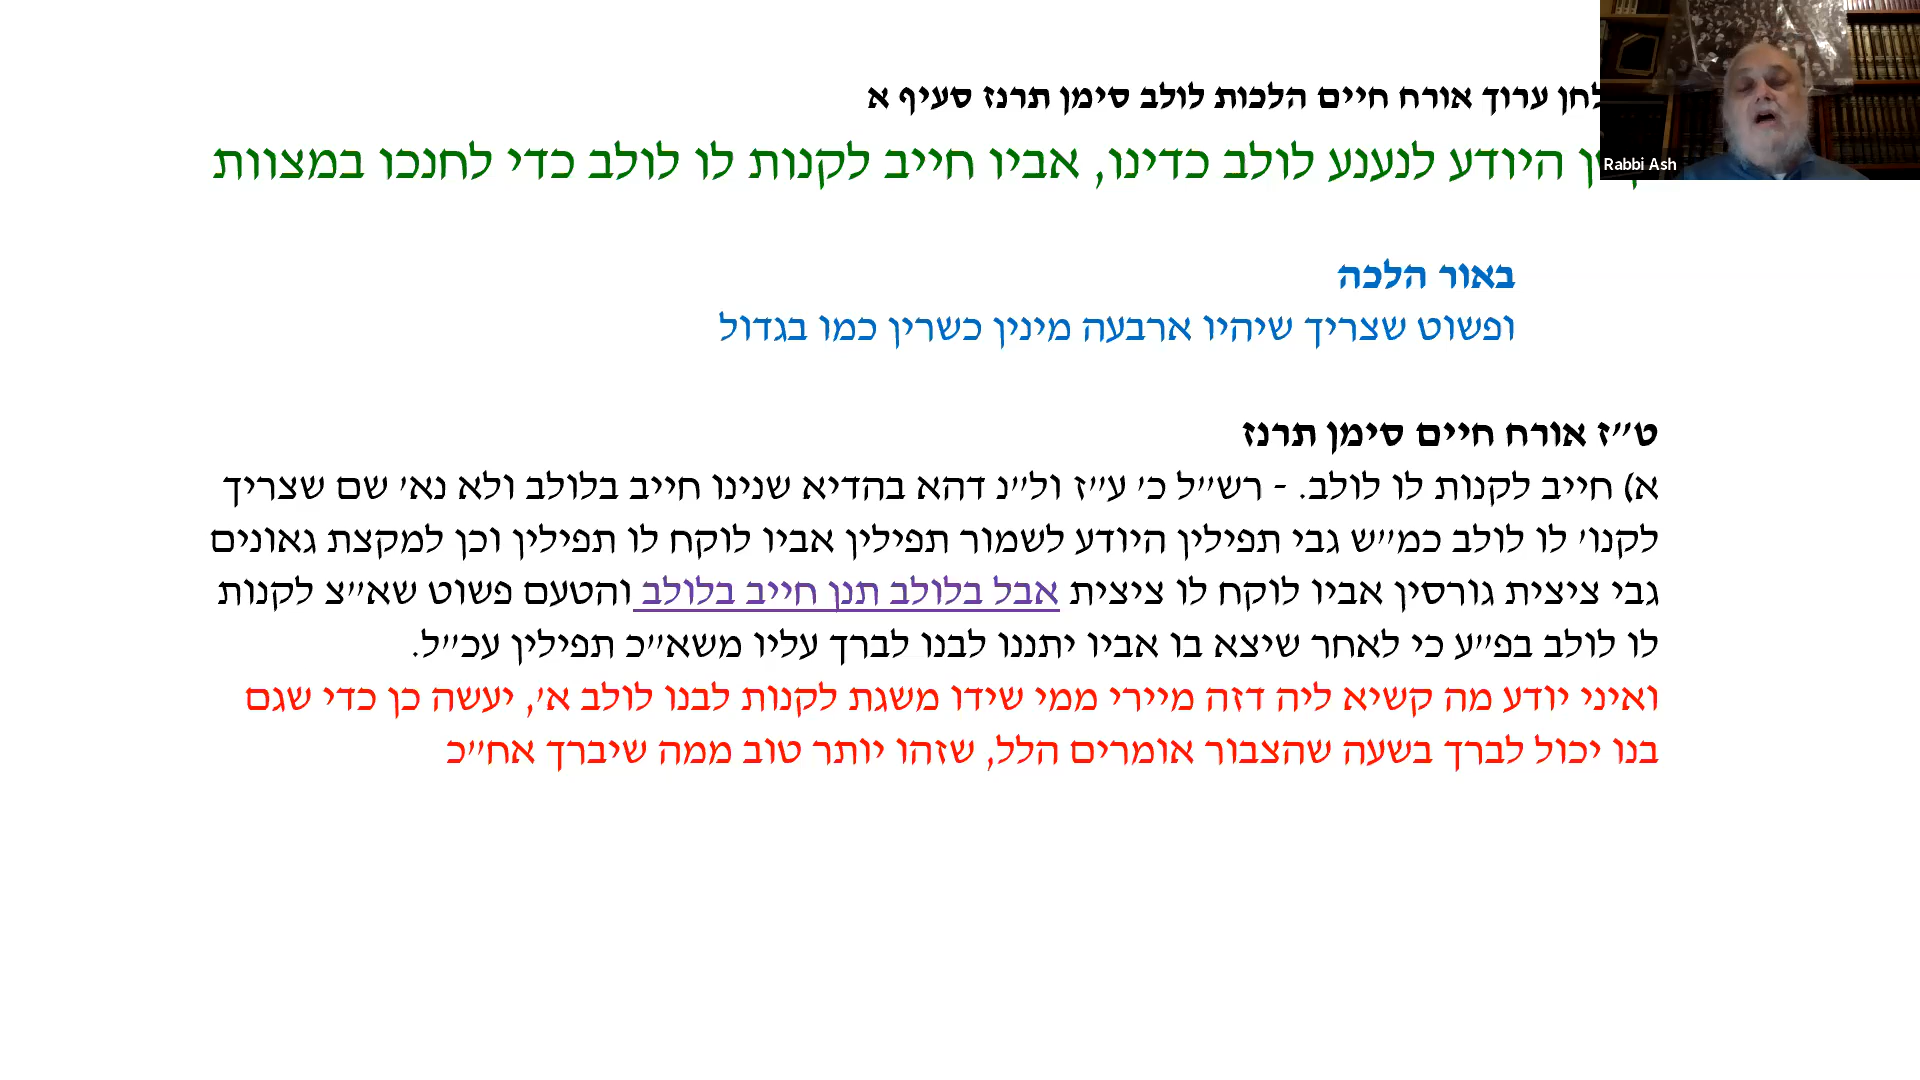 ערוך אורח חיים הלכות לולב סימן תרנז סעיף א
היודע לנענע לולב כדינו, אביו חייב לקנות לו לולב כדי לחנכו במצוות
באור הלכה
ופשוט שצריך שיהיו ארבעה מינין כשרין כמו בגדול
ט״ז אורח חיים סימן תרנז
א) חייב לקנות לו לולב. - רש״ל כ׳ ע״ז ול״נ דהא בהדיא שנינו חייב בלולב ולא נא׳ שם שצריך
לקנו׳ לו לולב כמ״ש גבי תפילין היודע לשמור תפילין אביו לוקח לו תפילין וכן למקצת גאונים
גבי ציצית גורסין אביו לוקח לו ציצית אבל בלולב תנן חייב בלולב והטעם פשוט שא״צ לקנות
לו לולב בפ״ע כי לאחר שיצא בו אביו יתננו לבנו לברך עליו משא״כ תפילין עכ״ל.
ואיני יודע מה קשיא ליה דזה מיירי ממי שידו משגת לקנות לבנו לולב א׳, יעשה כן כדי שגם
בנו יכול לברך בשעה שהצבור אומרים הלל, שזהו יותר טוב ממה שיברך אח״כ
Rabbi Ash